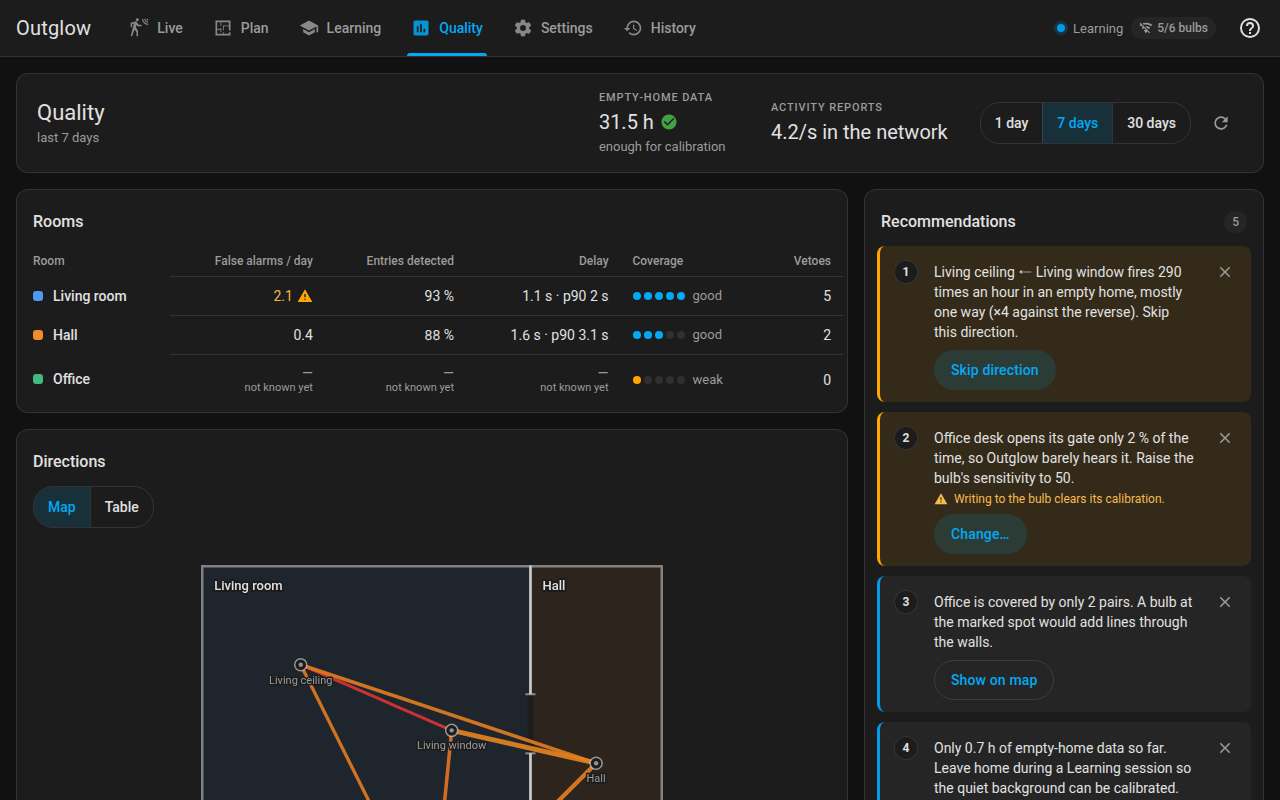 Outglow
Live
Plan
Learning
Quality
Settings
History
Learning
5/6 bulbs
Quality
last 7 days
EMPTY-HOME DATA
31.5 h
enough for calibration
ACTIVITY REPORTS
4.2/s in the network
1 day
7 days
30 days
Rooms
Room False alarms / day Entries detected Delay Coverage Vetoes
Living room 2.1 93 % 1.1 s · p90 2 s good 5
Hall 0.4 88 % 1.6 s · p90 3.1 s good 2
Office — — — weak 0
not known yet not known yet not known yet
Directions
Map
Table
Living room
Hall
Living ceiling
Living window
Hall
Recommendations
5
1
Living ceiling ← Living window fires 290
times an hour in an empty home, mostly
one way (×4 against the reverse). Skip
this direction.
Skip direction
2
Office desk opens its gate only 2 % of the
time, so Outglow barely hears it. Raise the
bulb's sensitivity to 50.
Writing to the bulb clears its calibration.
Change…
3
Office is covered by only 2 pairs. A bulb at
the marked spot would add lines through
the walls.
Show on map
4
Only 0.7 h of empty-home data so far.
Leave home during a Learning session so
the quiet background can be calibrated.